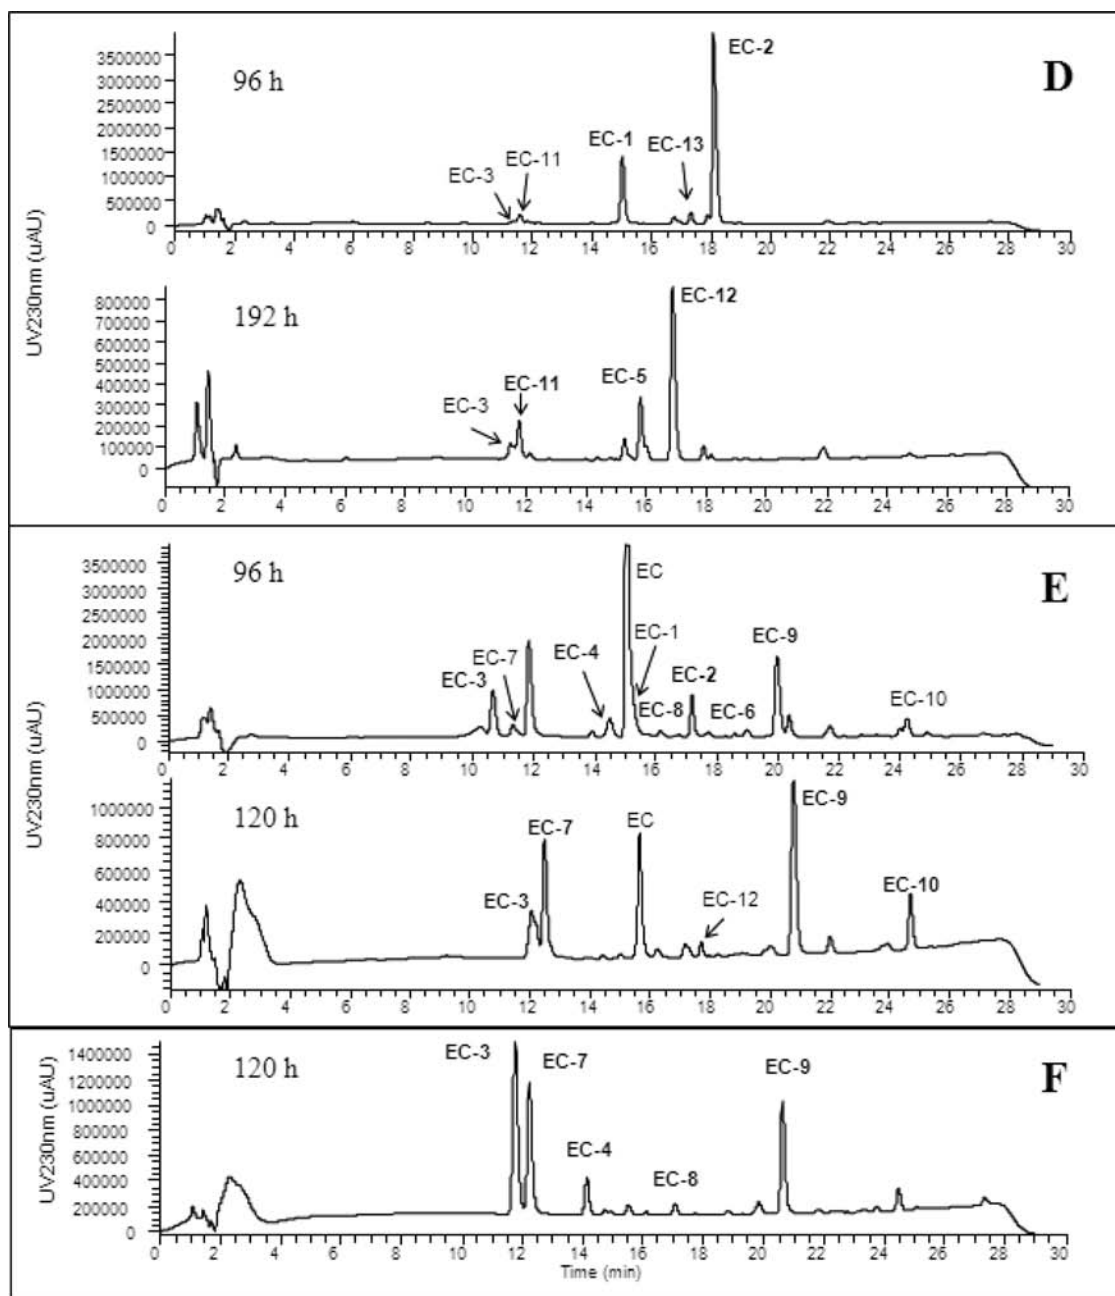 D
96 h
EC-2
EC-1
EC-13
EC-11
EC-3
3500000
3000000
2500000
2000000
1500000
1000000
500000
0
0 2 4 6 8 10 12 14 16 18 20 22 24 26 28 30
UV230nm (uAU)
192 h
EC-12
EC-5
EC-11
EC-3
800000
700000
600000
500000
400000
300000
200000
100000
0
0 2 4 6 8 10 12 14 16 18 20 22 24 26 28 30
E
96 h
EC
EC-1
EC-9
EC-7
EC-4
EC-3
EC-2
EC-8
EC-6
EC-10
3500000
3000000
2500000
2000000
1500000
1000000
500000
0
0 2 4 6 8 10 12 14 16 18 20 22 24 26 28 30
UV230nm (uAU)
120 h
EC-9
EC-7
EC
EC-3
EC-12
EC-10
1000000
800000
600000
400000
200000
0
0 2 4 6 8 10 12 14 16 18 20 22 24 26 28 30
F
120 h
EC-3
EC-7
EC-9
EC-4
EC-8
1400000
1200000
1000000
800000
600000
400000
200000
0
UV230nm (uAU)
0 2 4 6 8 10 12 14 16 18 20 22 24 26 28 30
Time (min)